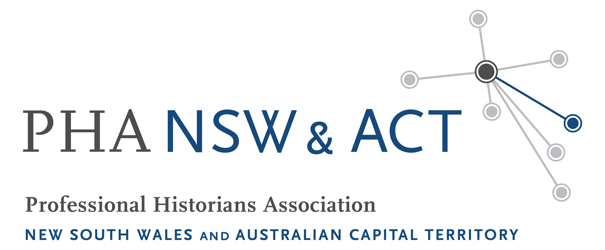 PHA NSW & ACT
Professional Historians Association
NEW SOUTH WALES AND AUSTRALIAN CAPITAL TERRITORY